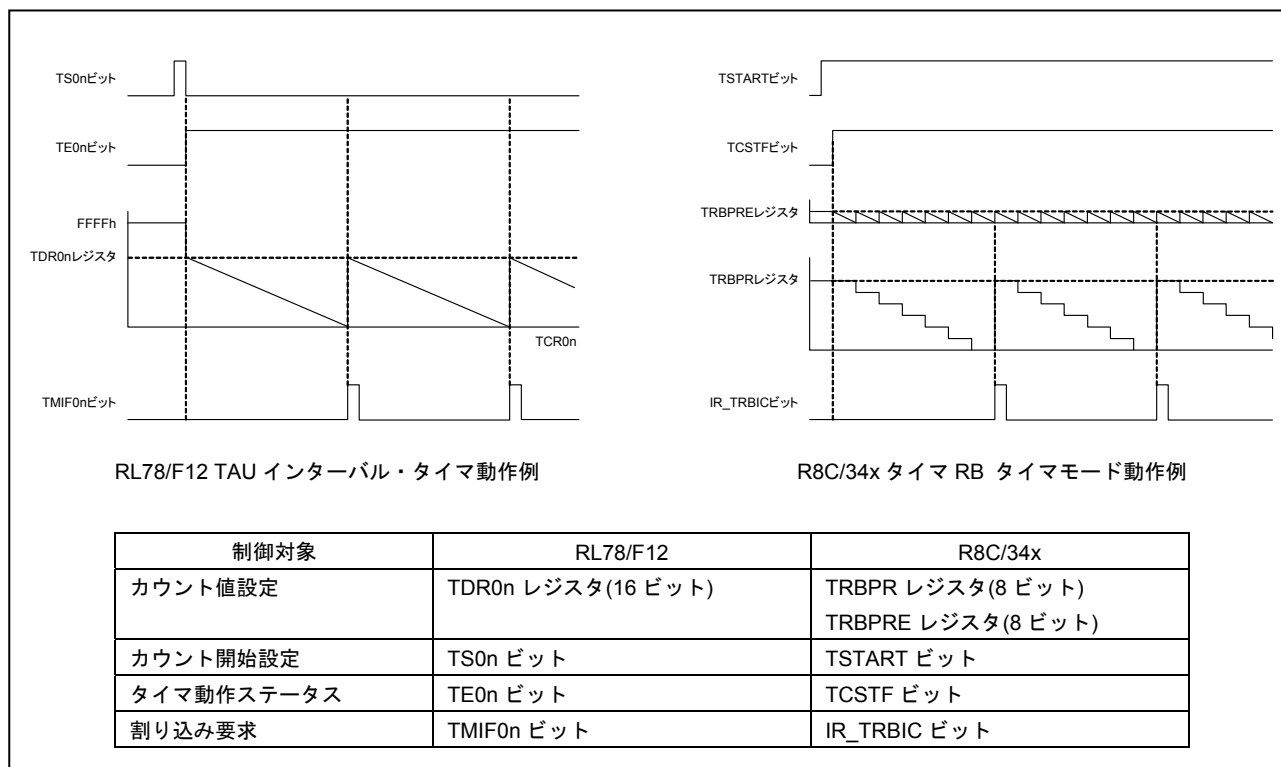 TS0nビット
TE0nビット
FFFFh
TDR0nレジスタ
TCR0n
TMIF0nビット
RL78/F12 TAU インターバル・タイマ動作例
TSTARTビット
TCSTFビット
TRBPREレジスタ
TRBPRレジスタ
IR_TRBICビット
R8C/34x タイマ RB タイマモード動作例
制御対象 RL78/F12 R8C/34x
カウント値設定 TDR0n レジスタ(16 ビット) TRBPR レジスタ(8 ビット)
TRBPRE レジスタ(8 ビット)
カウント開始設定 TS0n ビット TSTART ビット
タイマ動作ステータス TE0n ビット TCSTF ビット
割り込み要求 TMIF0n ビット IR_TRBIC ビット